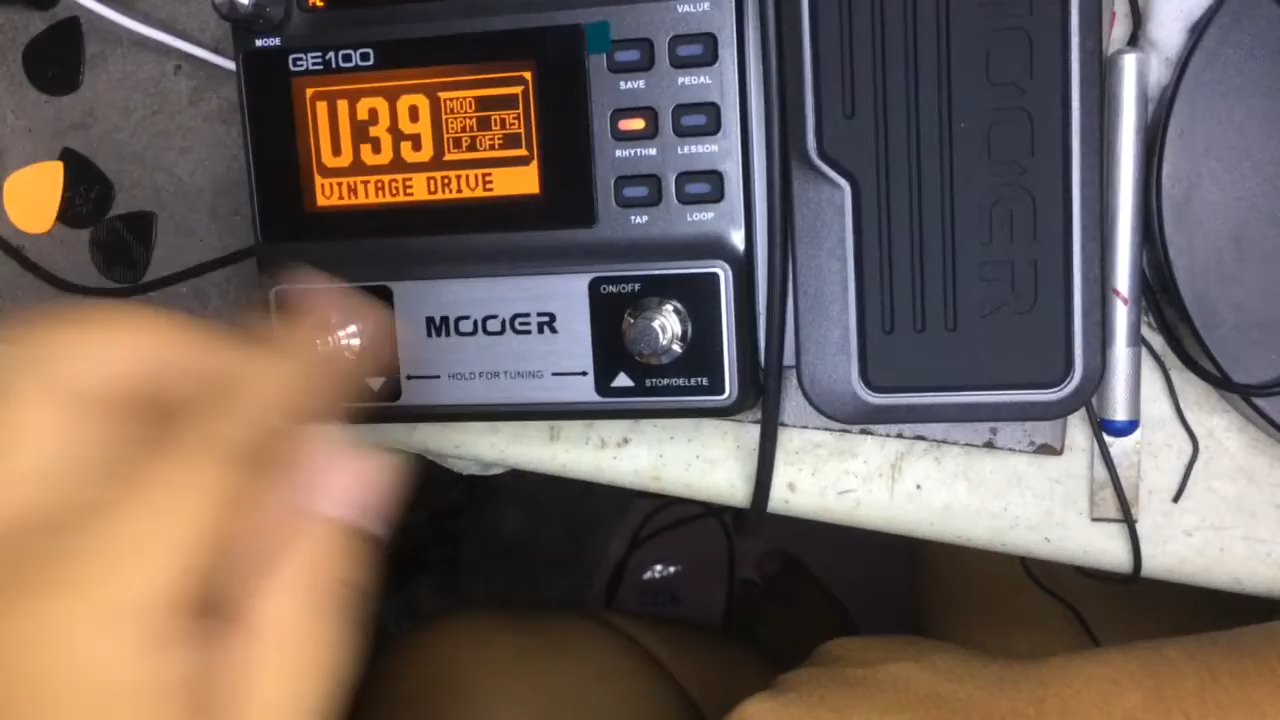 VALUE
MODE
GE100
U39
MOD
BPM 075
L.P OFF
VINTAGE DRIVE
SAVE
PEDAL
RHYTHM
LESSON
TAP
LOOP
MOOER
HOLD FOR TUNING
ON/OFF
STOP/DELETE
MOOER